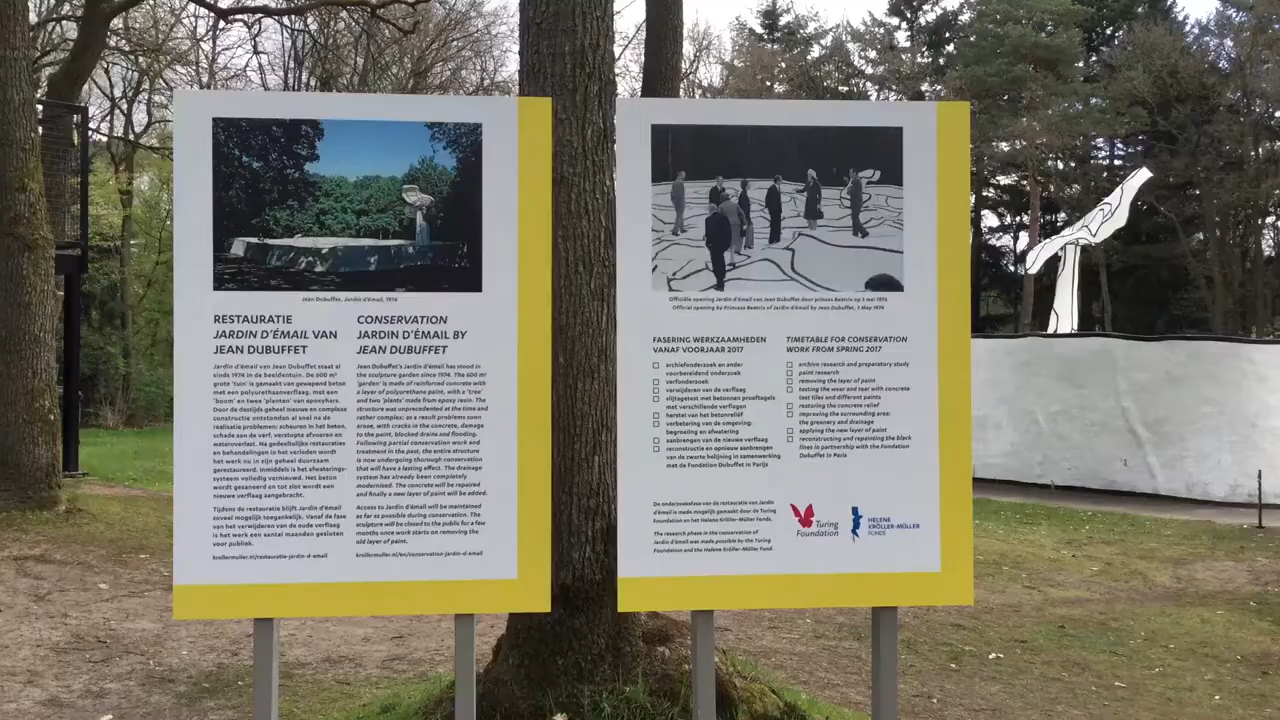 Jean Dubuffet, Jardin d'émail, 1974
RESTAURATIE
JARDIN D'ÉMAIL VAN
JEAN DUBUFFET
Jardin d'émail van Jean Dubuffet staat al
sinds 1974 in de beeldentuin. De 600 m²
grote 'tuin' is gemaakt van gewapend beton
met een polyurethaanverflaag, met een
'boom' en twee 'planten' van epoxyhars.
Door de destijds geheel nieuwe en complexe
constructie ontstonden al snel na de
realisatie problemen: scheuren in het beton,
schade aan de verf, verstopte afvoeren en
wateroverlast. Na gedeeltelijke restauraties
en behandelingen in het verleden wordt
het werk nu in zijn geheel duurzaam
gerestaureerd. Inmiddels is het afwaterings-
systeem volledig vernieuwd. Het beton
wordt gesaneerd en tot slot wordt een
nieuwe verflaag aangebracht.
Tijdens de restauratie blijft Jardin d'émail
zoveel mogelijk toegankelijk. Vanaf de fase
van het verwijderen van de oude verflaag
is het werk een aantal maanden gesloten
voor publiek.
krollermuller.nl/restauratie-jardin-d-email
CONSERVATION
JARDIN D'ÉMAIL BY
JEAN DUBUFFET
Jean Dubuffet's Jardin d'émail has stood in
the sculpture garden since 1974. The 600 m²
'garden' is made of reinforced concrete with
a layer of polyurethane paint, with a 'tree'
and two 'plants' made from epoxy resin. The
structure was unprecedented at the time and
rather complex: as a result problems soon
arose, with cracks in the concrete, damage
to the paint, blocked drains and flooding.
Following partial conservation work and
treatment in the past, the entire structure
is now undergoing thorough conservation
that will have a lasting effect. The drainage
system has already been completely
modernised. The concrete will be repaired
and finally a new layer of paint will be added.
Access to Jardin d'émail will be maintained
as far as possible during conservation. The
sculpture will be closed to the public for a few
months once work starts on removing the
old layer of paint.
krollermuller.nl/en/conservation-jardin-d-email
Officiële opening Jardin d'émail van Jean Dubuffet door prinses Beatrix op 3 mei 1974
Official opening by Princess Beatrix of Jardin d'émail by Jean Dubuffet, 3 May 1974
FASERING WERKZAAMHEDEN
VANAF VOORJAAR 2017
archiefonderzoek en ander
voorbereidend onderzoek
verfonderzoek
verwijderen van de verflaag
slijtagetest met betonnen proeftegels
met verschillende verflagen
herstel van het betonreliëf
verbetering van de omgeving:
begroeiing en afwatering
aanbrengen van de nieuwe verflaag
reconstructie en opnieuw aanbrengen
van de zwarte belijning in samenwerking
met de Fondation Dubuffet in Parijs
TIMETABLE FOR CONSERVATION
WORK FROM SPRING 2017
archive research and preparatory study
paint research
removing the layer of paint
testing the wear and tear with concrete
test tiles and different paints
restoring the concrete relief
improving the surrounding area:
the greenery and drainage
applying the new layer of paint
reconstructing and repainting the black
lines in partnership with the Fondation
Dubuffet in Paris
De onderzoeksfase van de restauratie van Jardin
d'émail is mede mogelijk gemaakt door de Turing
Foundation en het Helene Kröller-Müller Fonds.
The research phase in the conservation of
Jardin d'émail was made possible by the Turing
Foundation and the Helene Kröller-Müller Fund.
Turing
Foundation
HELENE
KRÖLLER-MÜLLER
FONDS